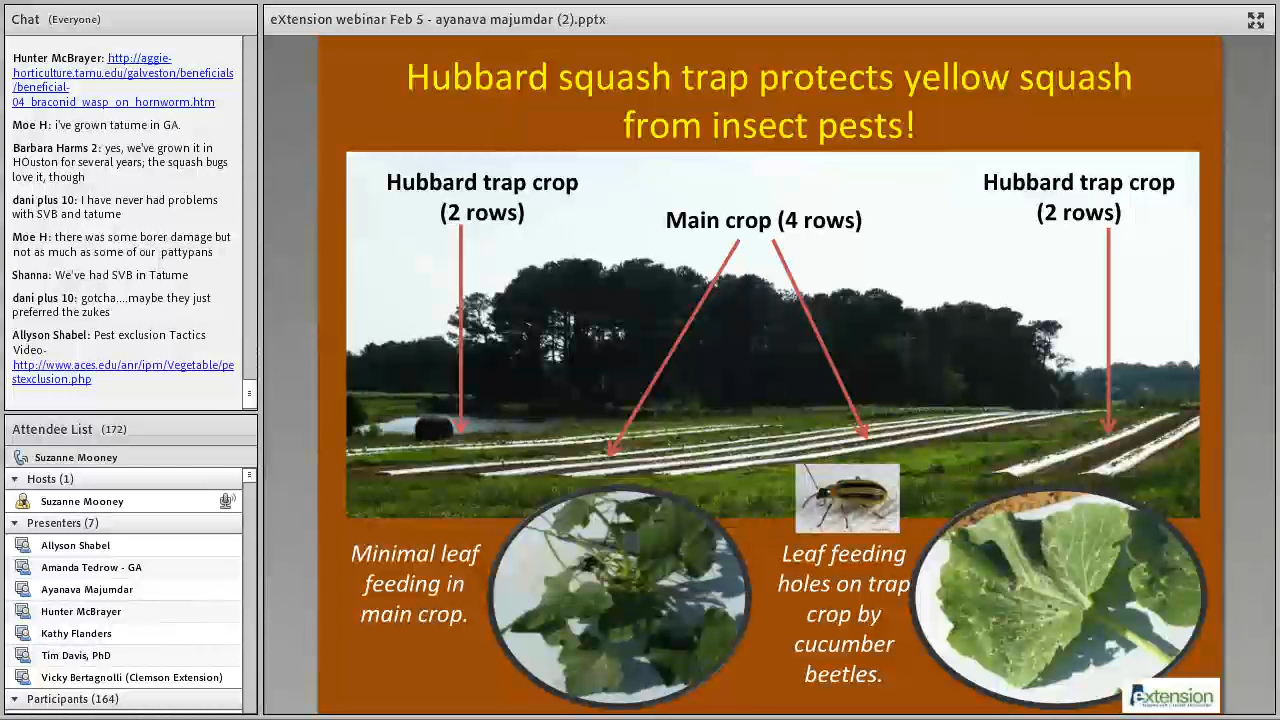 Chat (Everyone)
Hunter McBrayer: http://aggie-
horticulture.tamu.edu/galveston/beneficials
/beneficial-
04_braconid_wasp_on_hornworm.htm
Moe H: i've grown tatume in GA.
Barbara Harris 2: yes, we've grown it in
HOuston for several years; the squash bugs
love it, though
dani plus 10: I have never had problems
with SVB and tatume
Moe H: there was some borer damage but
not as much as some of our pattypans
Shanna: We've had SVB in Tatume
dani plus 10: gotcha....maybe they just
preferred the zukes
Allyson Shabel: Pest exclusion Tactics
Video-
http://www.aces.edu/anr/ipm/Vegetable/pe
stexclusion.php
Attendee List (172)
Suzanne Mooney
Hosts (1)
Suzanne Mooney
Presenters (7)
Allyson Shabel
Amanda Tedrow - GA
Ayanava Majumdar
Hunter McBrayer
Kathy Flanders
Tim Davis, PhD
Vicky Bertagnolli (Clemson Extension)
Participants (164)
eXtension webinar Feb 5 - ayanava majumdar (2).pptx
Hubbard squash trap protects yellow squash
from insect pests!
Hubbard trap crop
(2 rows)
Main crop (4 rows)
Hubbard trap crop
(2 rows)
Minimal leaf
feeding in
main crop.
Leaf feeding
holes on trap
crop by
cucumber
beetles.
extension